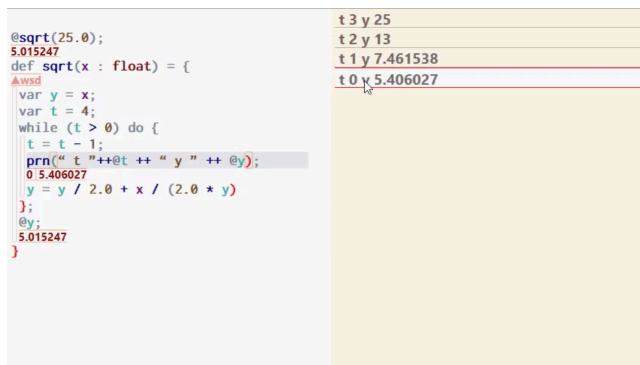 @sqrt(25.0);
5.015247
def sqrt(x : float) = {
▲wsd
var y = x;
var t = 4;
while (t > 0) do {
t = t - 1;
prn(“ t ”++@t ++ “ y ” ++ @y);
0 5.406027
y = y / 2.0 + x / (2.0 * y)
};
@y;
5.015247
}
t 3 y 25
t 2 y 13
t 1 y 7.461538
t 0 y 5.406027